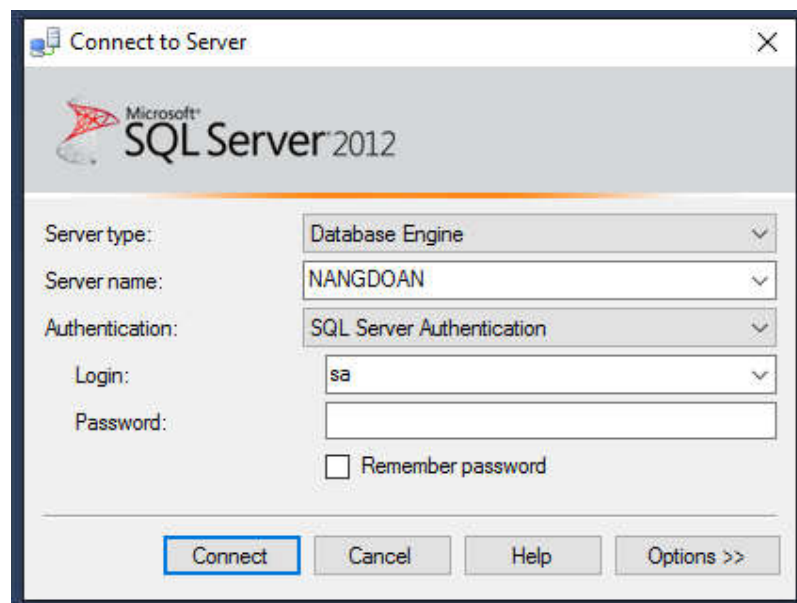 Connect to Server
Microsoft®
SQL Server® 2012
Server type: Database Engine
Server name: NANGDOAN
Authentication: SQL Server Authentication
Login: sa
Password:
Remember password
Connect Cancel Help Options >>